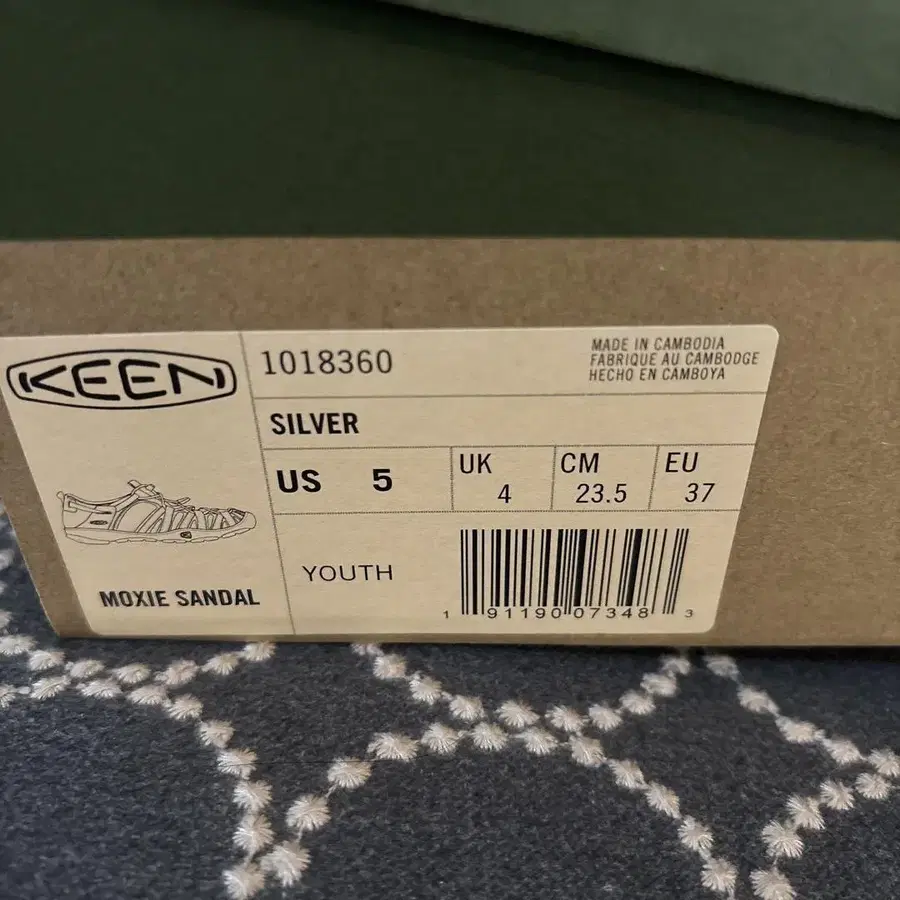 KEEN
1018360
MADE IN CAMBODIA
FABRIQUE AU CAMBODGE
HECHO EN CAMBOYA
SILVER
US 5
UK 4
CM 23.5
EU 37
YOUTH
MOXIE SANDAL
1 91190 07348 3